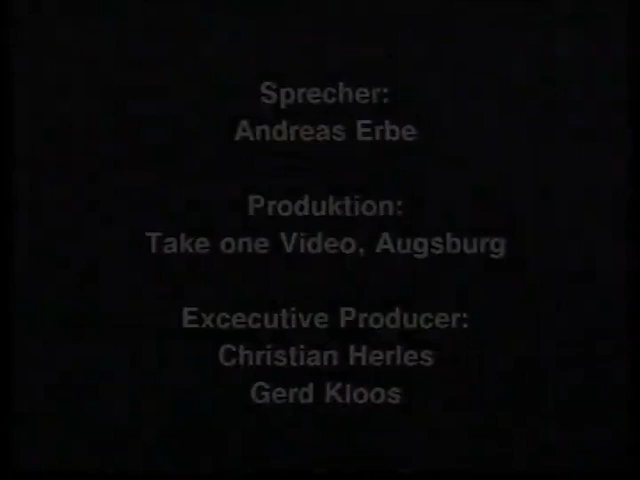 Sprecher:
Andreas Erbe
Produktion:
Take one Video, Augsburg
Excecutive Producer:
Christian Herles
Gerd Kloos